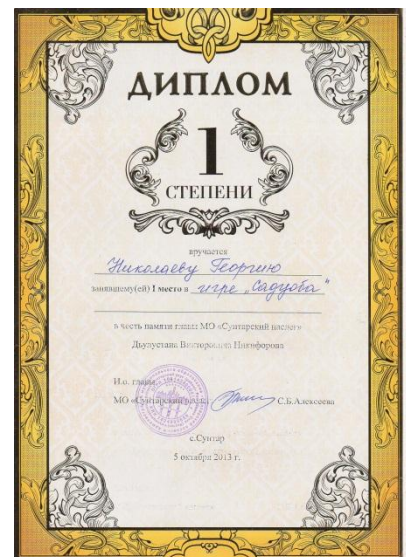 ДИПЛОМ
1
СТЕПЕНИ
вручается
Николаеву Георгию
занявшему(ей) 1 место в игре „Садуоба"
в честь памяти главы МО «Сунтарский наслег»
Викторовича Никифорова
И.о. главы
МО «Сунтарский наслег» С.Б.Алексеева
с.Сунтар
5 октября 2013 г.